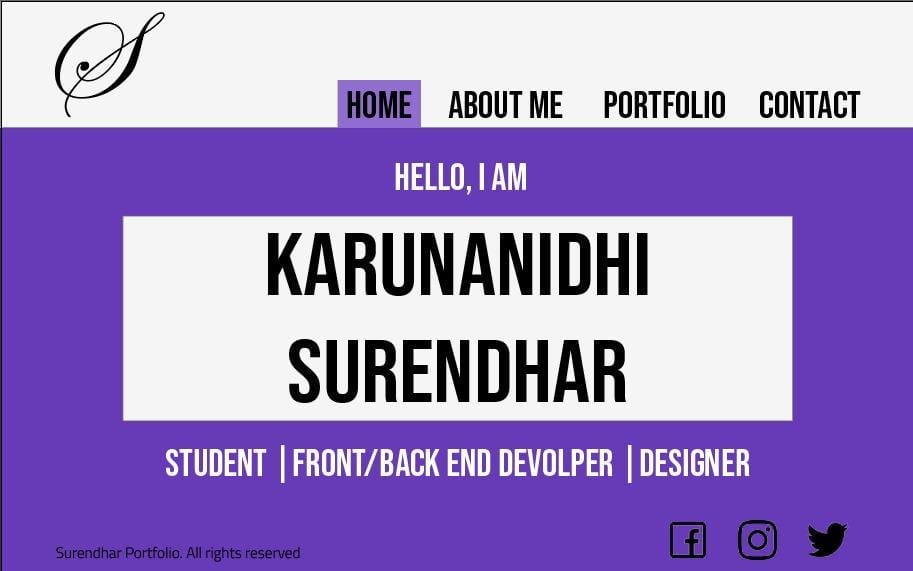 S
HOME ABOUT ME PORTFOLIO CONTACT
HELLO, I AM
KARUNANIDHI
SURENDHAR
STUDENT |FRONT/BACK END DEVOLPER |DESIGNER
Surendhar Portfolio. All rights reserved